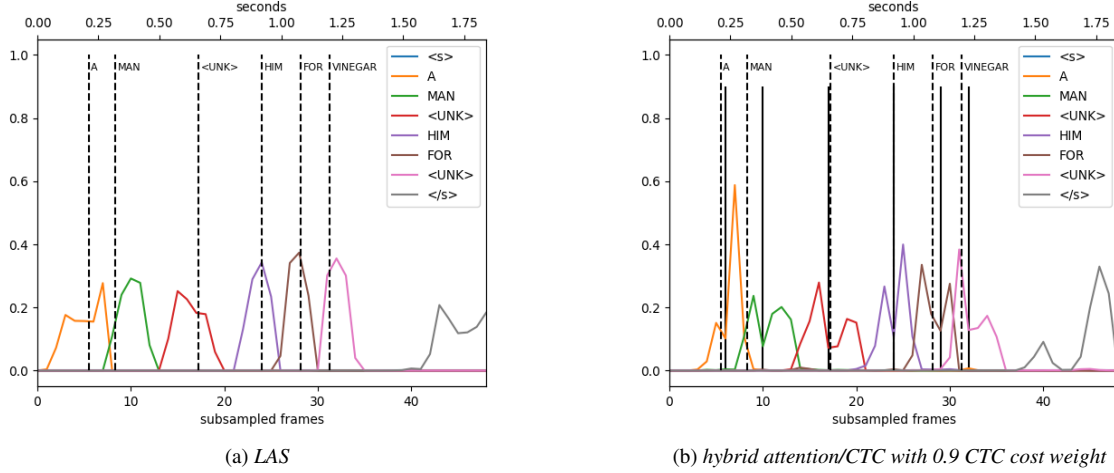 seconds
0.00 0.25 0.50 0.75 1.00 1.25 1.50 1.75
1.0
0.8
0.6
0.4
0.2
0.0
A MAN <UNK> HIM FOR VINEGAR
<s>
A
MAN
<UNK>
HIM
FOR
<UNK>
</s>
0 10 20 30 40
subsampled frames
(a) LAS
seconds
0.00 0.25 0.50 0.75 1.00 1.25 1.50 1.75
1.0
0.8
0.6
0.4
0.2
0.0
A MAN <UNK> HIM FOR VINEGAR
<s>
A
MAN
<UNK>
HIM
FOR
<UNK>
</s>
0 10 20 30 40
subsampled frames
(b) hybrid attention/CTC with 0.9 CTC cost weight